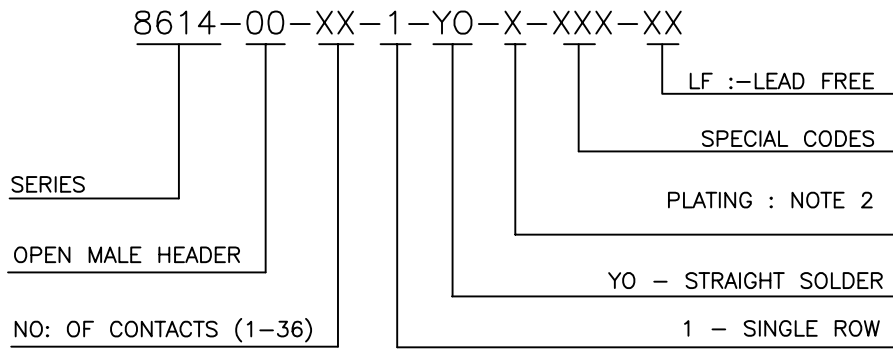 8614-00-XX-1-YO-X-XXX-XX
LF :-LEAD FREE
SPECIAL CODES
SERIES
PLATING : NOTE 2
OPEN MALE HEADER
YO - STRAIGHT SOLDER
NO: OF CONTACTS (1-36)
1 - SINGLE ROW